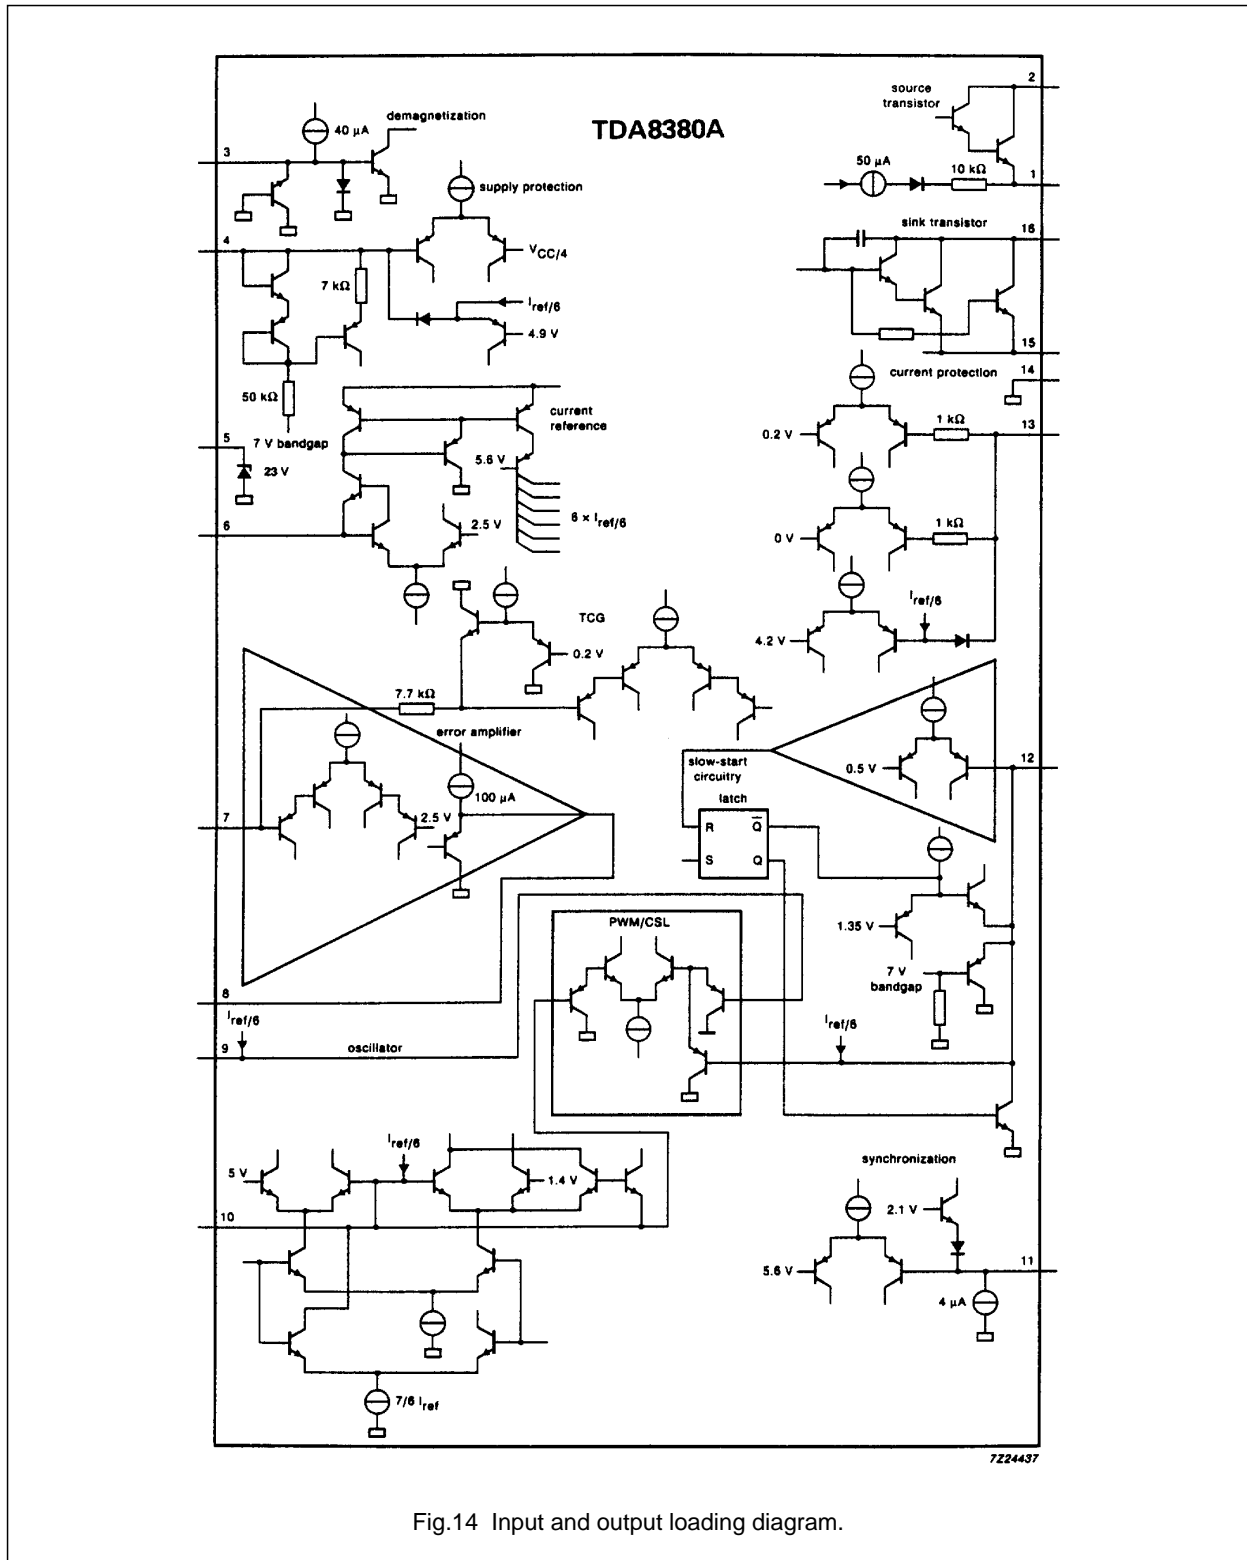 TDA8380A
2
source
transistor
50 µA
10 kΩ
1
demagnetization
40 µA
3
supply protection
4
VCC/4
7 kΩ
Iref/6
4.9 V
50 kΩ
sink transistor
16
15
current protection
14
5
7 V bandgap
23 V
current
reference
5.6 V
6
2.5 V
6 × Iref/6
0.2 V
1 kΩ
13
0 V
1 kΩ
Iref/6
4.2 V
TCG
0.2 V
7.7 kΩ
error amplifier
100 µA
7
2.5 V
slow-start
circuitry
latch
R
Q
S
Q
0.5 V
12
1.35 V
7 V
bandgap
8
Iref/6
9
oscillator
PWM/CSL
Iref/6
5 V
Iref/6
1.4 V
10
7/6 Iref
synchronization
2.1 V
5.6 V
11
4 µA
7Z24437
Fig.14 Input and output loading diagram.